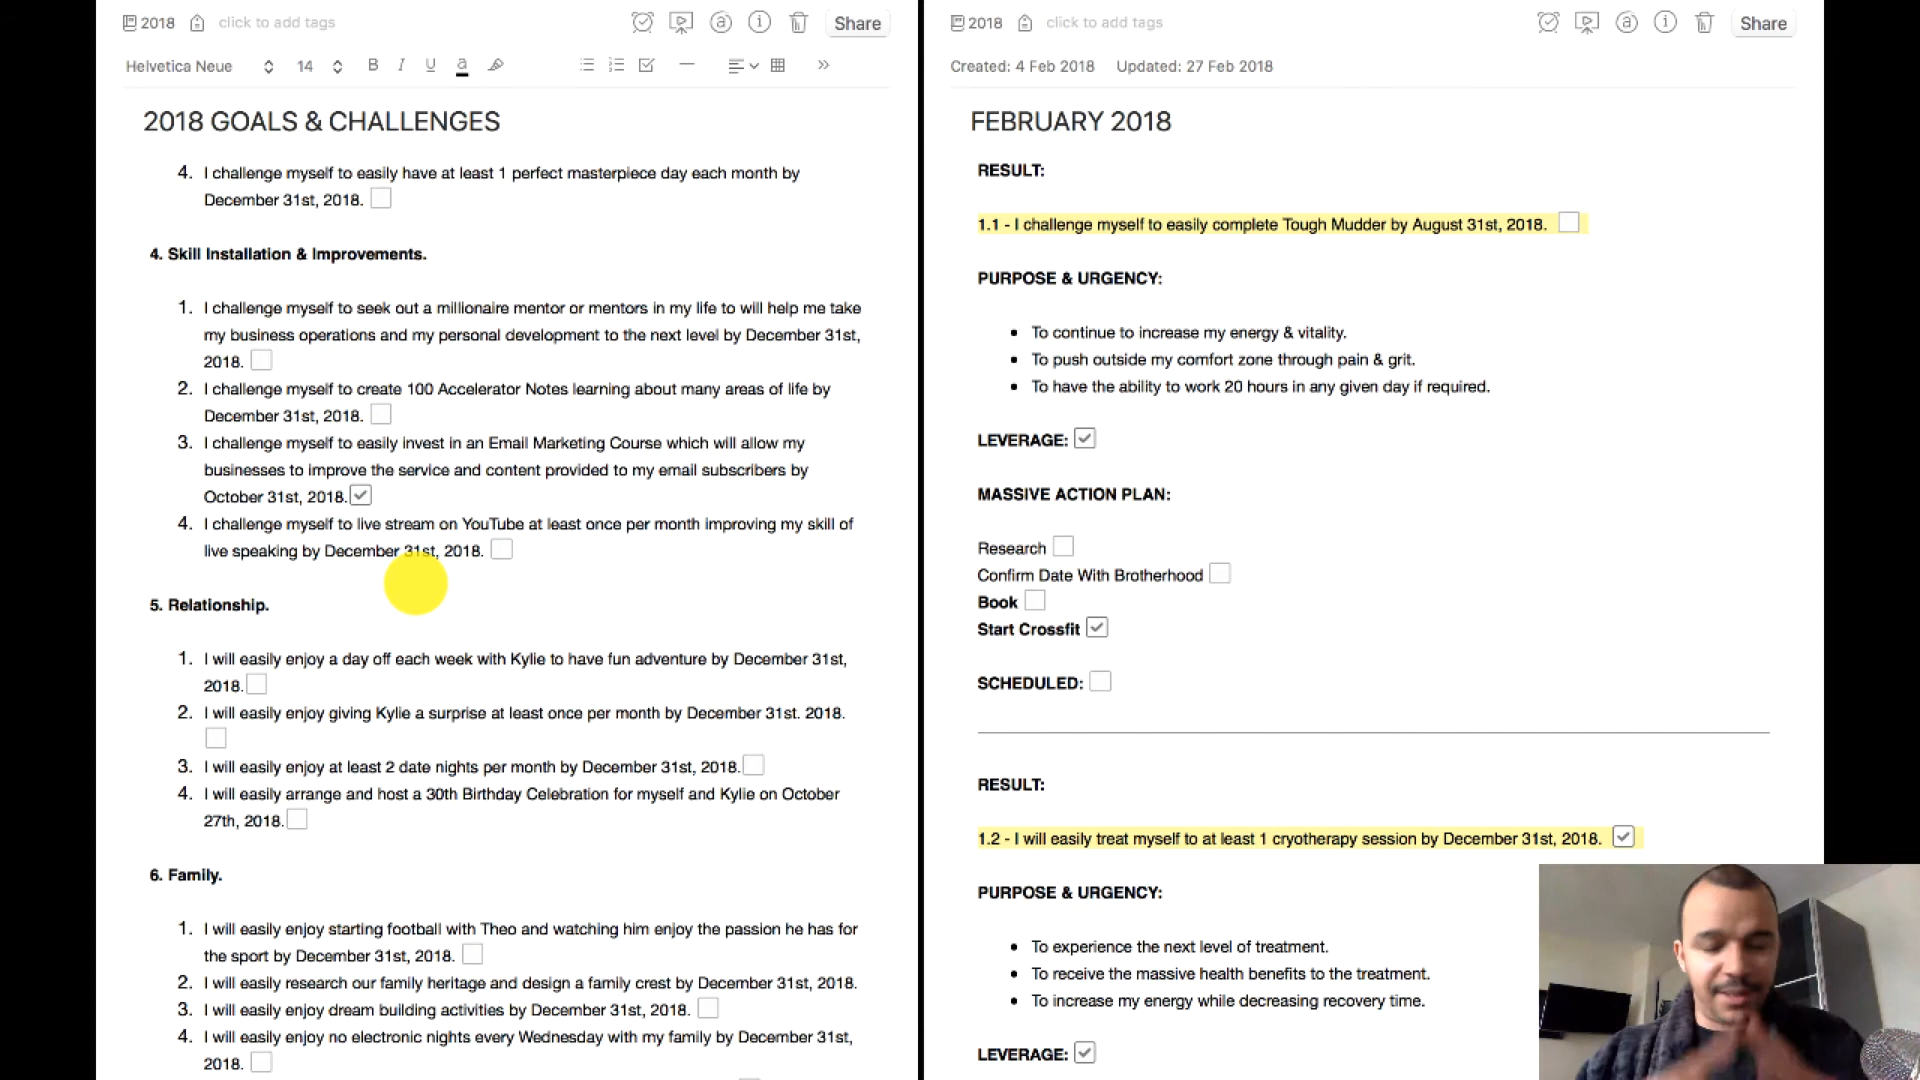 2018 click to add tags Share
Helvetica Neue 14 B I U a
2018 GOALS & CHALLENGES
4. I challenge myself to easily have at least 1 perfect masterpiece day each month by
December 31st, 2018.
4. Skill Installation & Improvements.
1. I challenge myself to seek out a millionaire mentor or mentors in my life to will help me take
my business operations and my personal development to the next level by December 31st,
2018.
2. I challenge myself to create 100 Accelerator Notes learning about many areas of life by
December 31st, 2018.
3. I challenge myself to easily invest in an Email Marketing Course which will allow my
businesses to improve the service and content provided to my email subscribers by
October 31st, 2018.
4. I challenge myself to live stream on YouTube at least once per month improving my skill of
live speaking by December 31st, 2018.
5. Relationship.
1. I will easily enjoy a day off each week with Kylie to have fun adventure by December 31st,
2018.
2. I will easily enjoy giving Kylie a surprise at least once per month by December 31st. 2018.
3. I will easily enjoy at least 2 date nights per month by December 31st, 2018.
4. I will easily arrange and host a 30th Birthday Celebration for myself and Kylie on October
27th, 2018.
6. Family.
1. I will easily enjoy starting football with Theo and watching him enjoy the passion he has for
the sport by December 31st, 2018.
2. I will easily research our family heritage and design a family crest by December 31st, 2018.
3. I will easily enjoy dream building activities by December 31st, 2018.
4. I will easily enjoy no electronic nights every Wednesday with my family by December 31st,
2018.
2018 click to add tags Share
Created: 4 Feb 2018 Updated: 27 Feb 2018
FEBRUARY 2018
RESULT:
1.1 - I challenge myself to easily complete Tough Mudder by August 31st, 2018.
PURPOSE & URGENCY:
• To continue to increase my energy & vitality.
• To push outside my comfort zone through pain & grit.
• To have the ability to work 20 hours in any given day if required.
LEVERAGE:
MASSIVE ACTION PLAN:
Research
Confirm Date With Brotherhood
Book
Start Crossfit
SCHEDULED:
RESULT:
1.2 - I will easily treat myself to at least 1 cryotherapy session by December 31st, 2018.
PURPOSE & URGENCY:
• To experience the next level of treatment.
• To receive the massive health benefits to the treatment.
• To increase my energy while decreasing recovery time.
LEVERAGE: